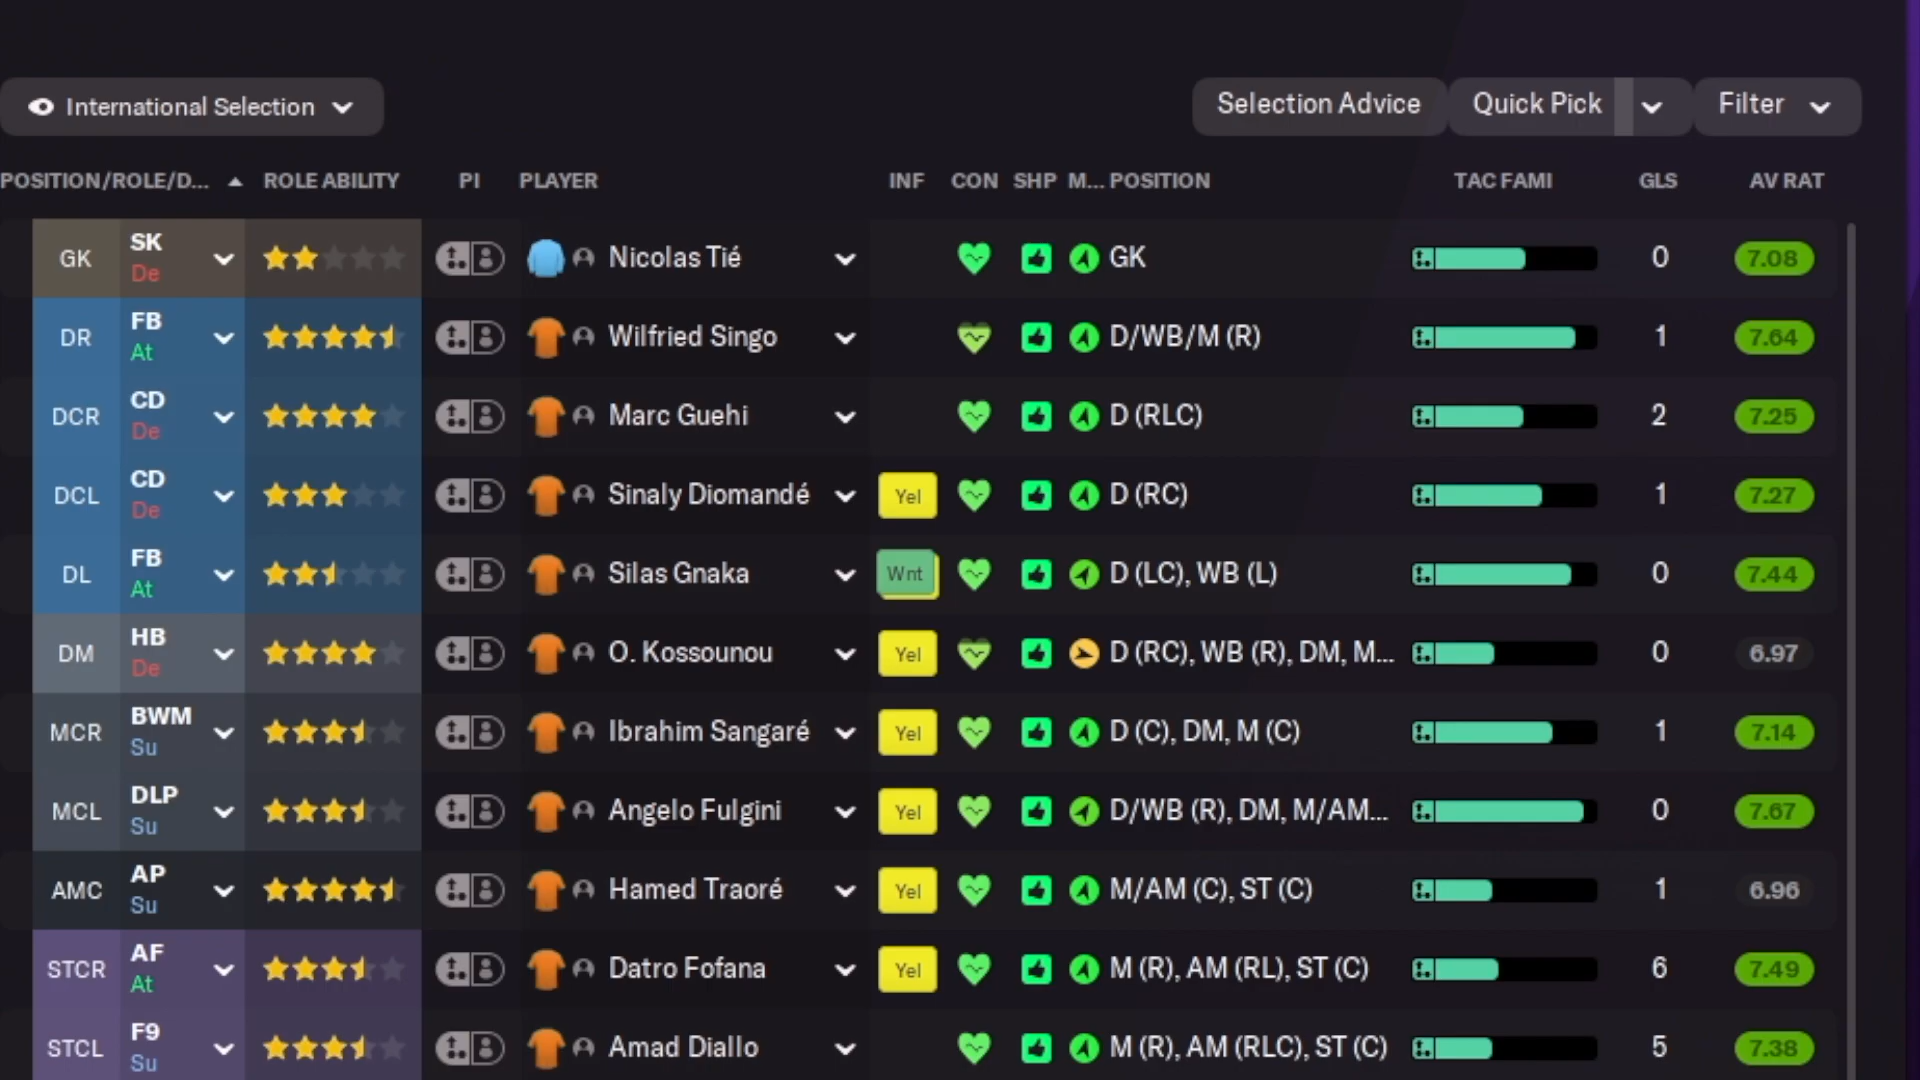 International Selection
Selection Advice Quick Pick Filter
POSITION/ROLE/D... ROLE ABILITY PI PLAYER INF CON SHP M... POSITION TAC FAMI GLS AV RAT
GK SK De Nicolas Tié GK 0 7.08
DR FB At Wilfried Singo D/WB/M (R) 1 7.64
DCR CD De Marc Guehi D (RLC) 2 7.25
DCL CD De Sinaly Diomandé Yel D (RC) 1 7.27
DL FB At Silas Gnaka Wnt D (LC), WB (L) 0 7.44
DM HB De O. Kossounou Yel D (RC), WB (R), DM, M... 0 6.97
MCR BWM Su Ibrahim Sangaré Yel D (C), DM, M (C) 1 7.14
MCL DLP Su Angelo Fulgini Yel D/WB (R), DM, M/AM... 0 7.67
AMC AP Su Hamed Traoré Yel M/AM (C), ST (C) 1 6.96
STCR AF At Datro Fofana Yel M (R), AM (RL), ST (C) 6 7.49
STCL F9 Su Amad Diallo M (R), AM (RLC), ST (C) 5 7.38